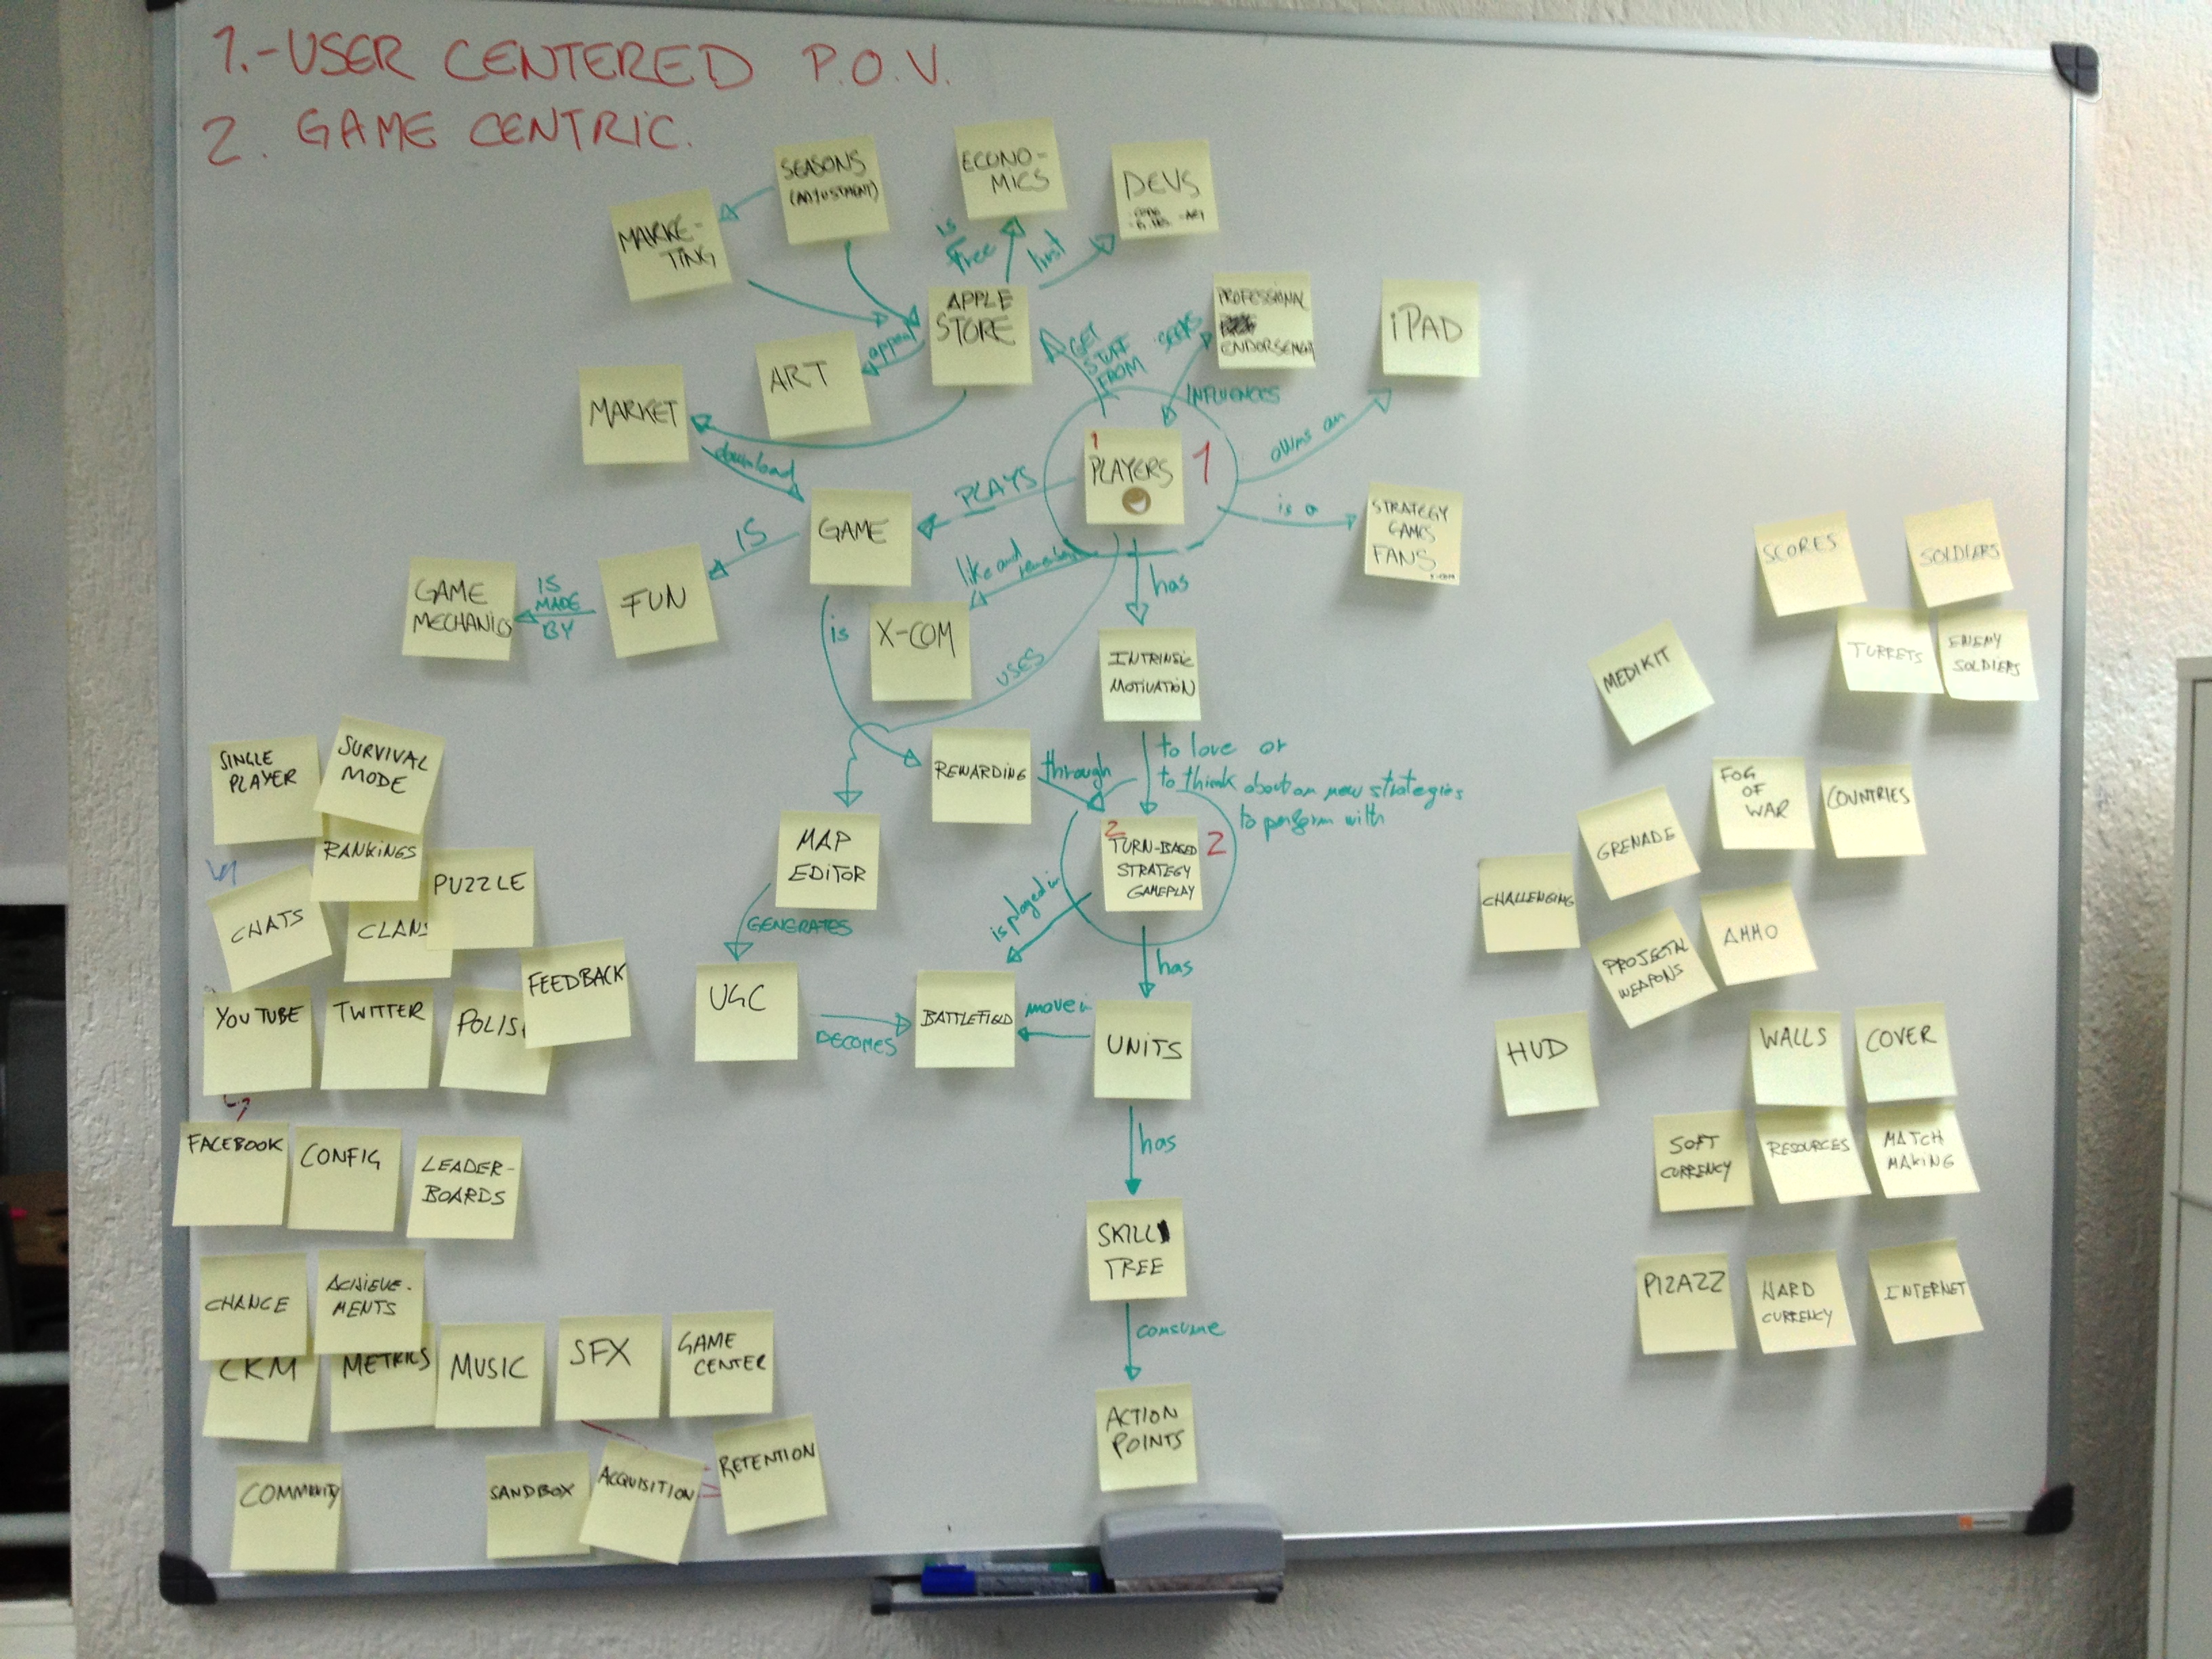 1.-USER CENTERED P.O.V.
2. GAME CENTRIC.
SEASONS
(ADJUSTMENT)
ECONO-
MICS
DEVS
-ART
MARKE-
TING
is
free
host
APPLE
STORE
appeal
ART
MARKET
download
GET
STUFF
FROM
SEEKS
INFLUENCES
PROFESSIONAL
ENDORSEMENT
iPAD
owns an
1
PLAYERS
1
PLAYS
is a
STRATEGY
GAMES
FANS
X-COM
GAME
IS
FUN
IS
MADE
BY
GAME
MECHANICS
like and
remember
X-COM
is
USES
has
INTRINSIC
MOTIVATION
to love or
to think about on new strategies
to perform with
REWARDING
through
2
TURN-BASED
STRATEGY
GAMEPLAY
2
MAP
EDITOR
GENERATES
UGC
BECOMES
BATTLEFIELD
is played in
move in
has
UNITS
has
SKILL
TREE
consume
ACTION
POINTS
SINGLE
PLAYER
SURVIVAL
MODE
RANKINGS
PUZZLE
CHATS
CLANS
FEEDBACK
YOUTUBE
TWITTER
POLIS
FACEBOOK
CONFIG
LEADER-
BOARDS
CHANCE
ACHIEVE-
MENTS
CKM
METRICS
MUSIC
SFX
GAME
CENTER
COMMUNITY
SANDBOX
ACQUISITION
RETENTION
SCORES
SOLDIERS
TURRETS
ENEMY
SOLDIERS
MEDIKIT
FOG
OF
WAR
COUNTRIES
GRENADE
CHALLENGING
PROJECTIL
WEAPONS
AMMO
HUD
WALLS
COVER
SOFT
CURRENCY
RESOURCES
MATCH
MAKING
PIZAZZ
HARD
CURRENCY
INTERNET